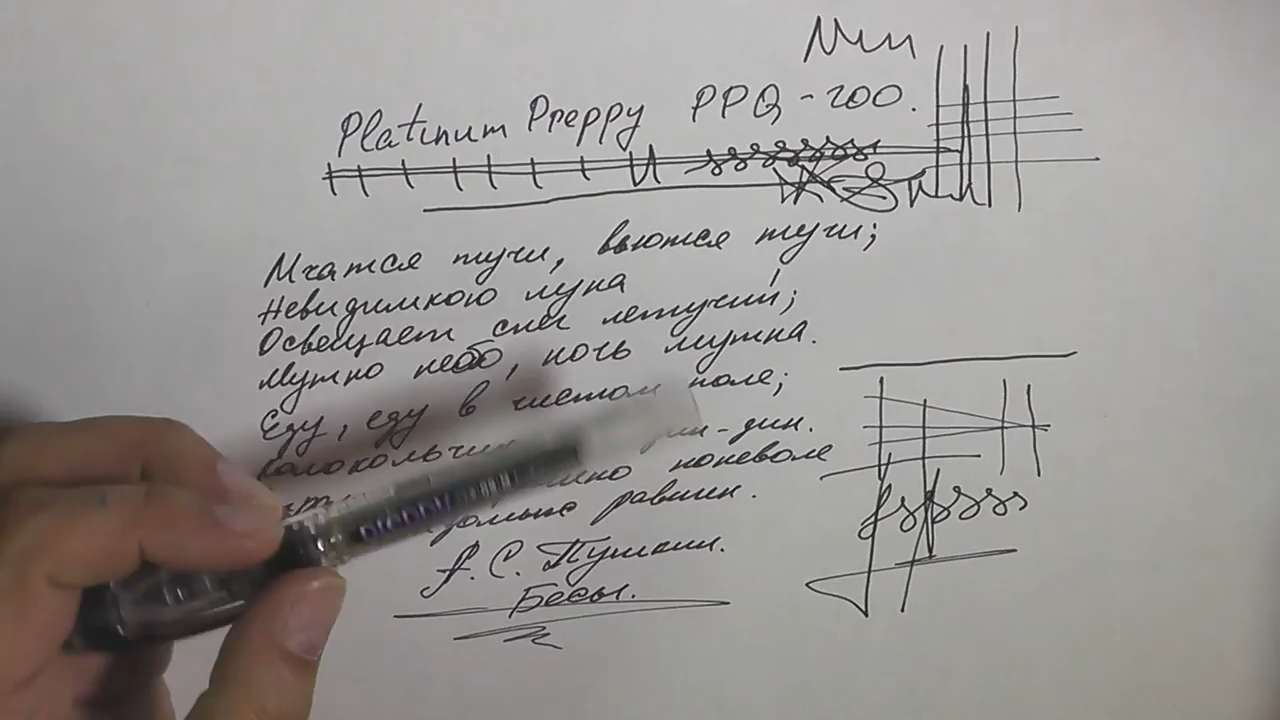 Platinum Preppy PPQ-200.
Мчатся тучи, вьются тучи;
Невидимкою луна
Освещает снег летучий;
Мутно небо, ночь мутна.
Еду, еду в чистом поле;
дин-дин.
поневоле
равнин.
А.С. Пушкин.
Бесы.